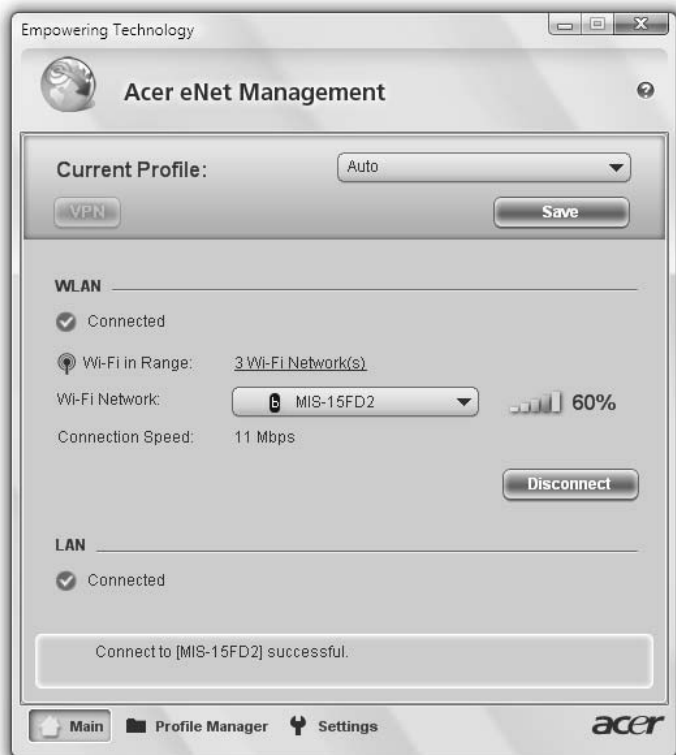 Empowering Technology
Acer eNet Management
Current Profile: Auto
VPN Save
WLAN
Connected
Wi-Fi in Range: 3 Wi-Fi Network(s)
Wi-Fi Network: b MIS-15FD2 60%
Connection Speed: 11 Mbps
Disconnect
LAN
Connected
Connect to [MIS-15FD2] successful.
Main Profile Manager Settings acer